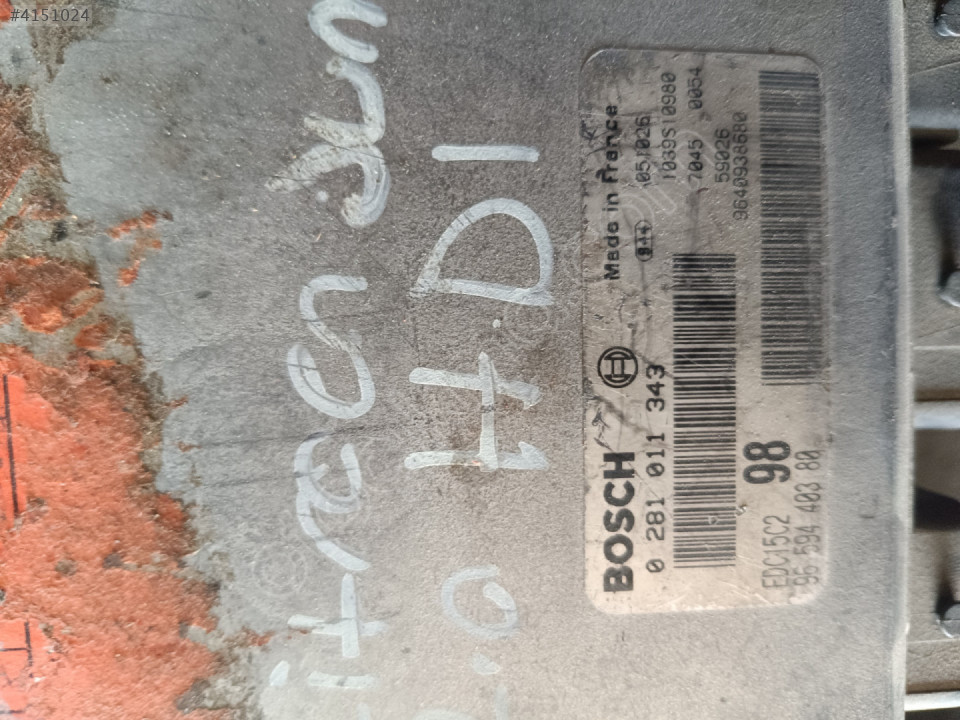 #4151024
BOSCH
Made in France
0 281 011 343
051026
1039S10980
7045 0054
59026
9640938680
98
EDC15C2
96 594 403 80
HDI